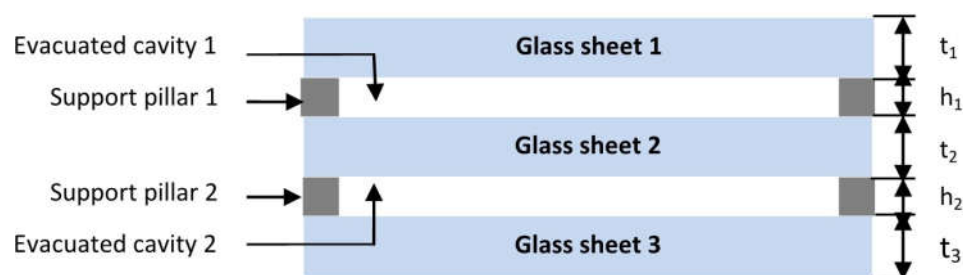 Evacuated cavity 1
Glass sheet 1
t₁
Support pillar 1
h₁
Glass sheet 2
t₂
Support pillar 2
h₂
Evacuated cavity 2
Glass sheet 3
t₃